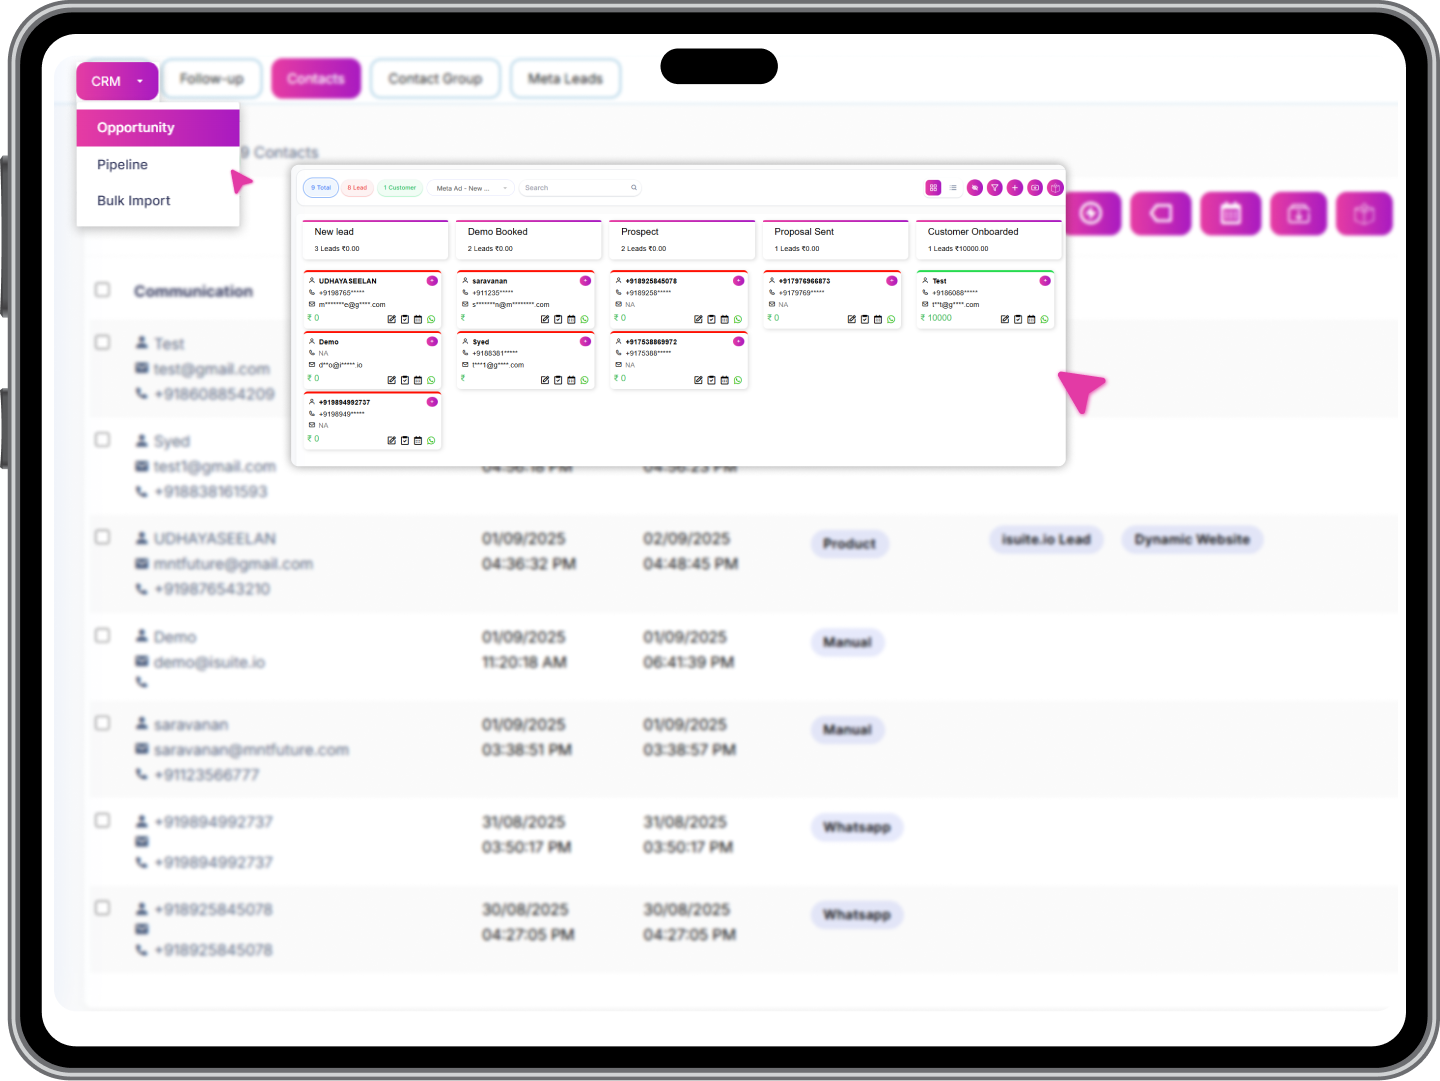 CRM
Follow-up
Contacts
Contact Group
Meta Leads
Opportunity
Pipeline
Bulk Import
9 Contacts
9 Total
8 Lead
1 Customer
Meta Ad - New ...
Search
New lead
3 Leads ₹0.00
Demo Booked
2 Leads ₹0.00
Prospect
2 Leads ₹0.00
Proposal Sent
1 Leads ₹0.00
Customer Onboarded
1 Leads ₹10000.00
UDHAYASEELAN
+9198765*****
m*******e@g****.com
₹ 0
Demo
NA
d**o@i*****.io
₹ 0
+919894992737
+9198949*****
NA
₹ 0
saravanan
+911235*****
s*******n@m********.com
₹
Syed
+9188381*****
t***1@g****.com
₹
+918925845078
+9189258*****
NA
₹ 0
+917538869972
+9175388*****
NA
₹ 0
+917976966873
+9179769*****
NA
₹ 0
Test
+9186088*****
t**t@g****.com
₹ 10000
Communication
Test
test@gmail.com
+918608854209
Syed
test1@gmail.com
+918838161593
04:56:18 PM
04:56:23 PM
UDHAYASEELAN
mntfuture@gmail.com
+919876543210
01/09/2025
04:36:32 PM
02/09/2025
04:48:45 PM
Product
isuite.io Lead
Dynamic Website
Demo
demo@isuite.io
01/09/2025
11:20:18 AM
01/09/2025
06:41:39 PM
Manual
saravanan
saravanan@mntfuture.com
+91123566777
01/09/2025
03:38:51 PM
01/09/2025
03:38:57 PM
Manual
+919894992737
+919894992737
31/08/2025
03:50:17 PM
31/08/2025
03:50:17 PM
Whatsapp
+918925845078
+918925845078
30/08/2025
04:27:05 PM
30/08/2025
04:27:05 PM
Whatsapp